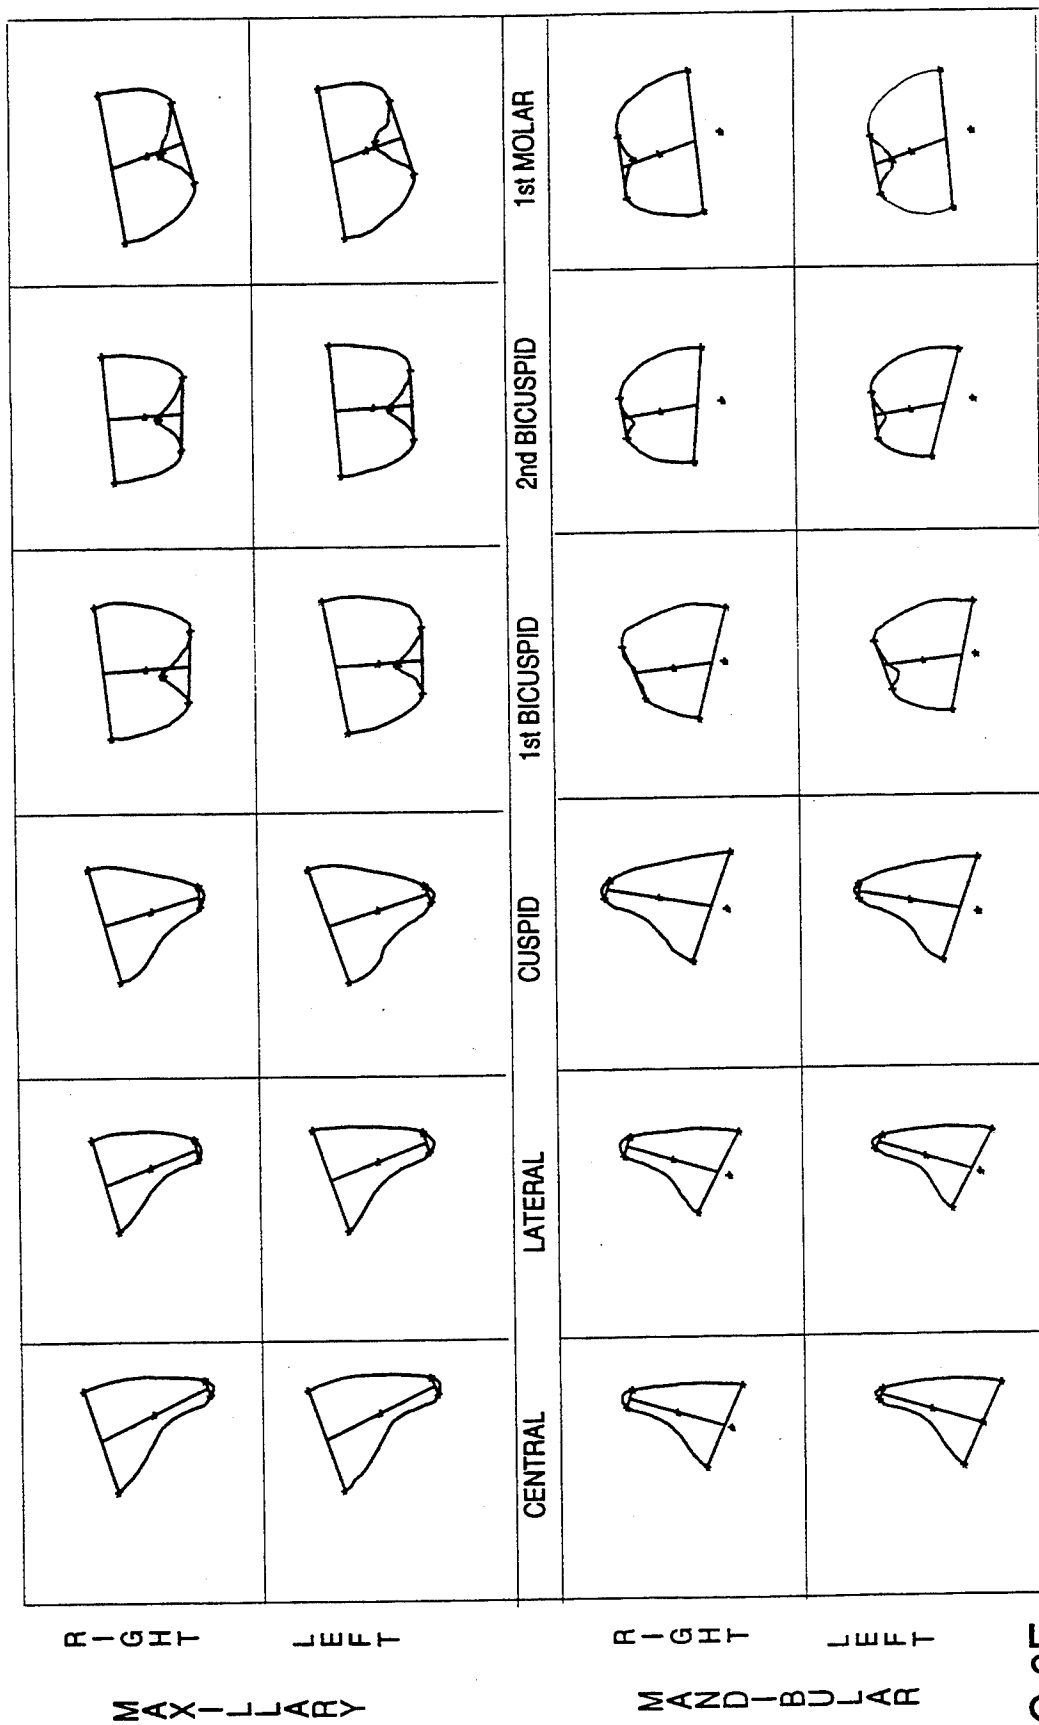 MAXILLARY
RIGHT
LEFT
CENTRAL
LATERAL
CUSPID
1st BICUSPID
2nd BICUSPID
1st MOLAR
MANDIBULAR
RIGHT
LEFT